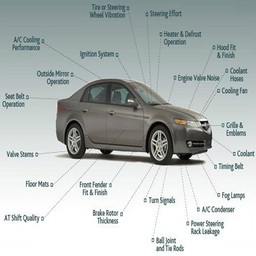 Tire or Steering
Wheel Vibration
Steering Effort
A/C Cooling
Performance
Ignition System
Heater & Defrost
Operation
Hood Fit &
Finish
Outside Mirror
Operation
Engine Valve Noise
Coolant
Hoses
Cooling Fan
Seat Belt
Operation
Grille &
Emblems
Valve Stems
Coolant
Timing Belt
Floor Mats
Front Fender
Fit & Finish
Turn Signals
Fog Lamps
A/C Condenser
AT Shift Quality
Brake Rotor
Thickness
Power Steering
Rack Leakage
Ball Joint
and Tie Rods